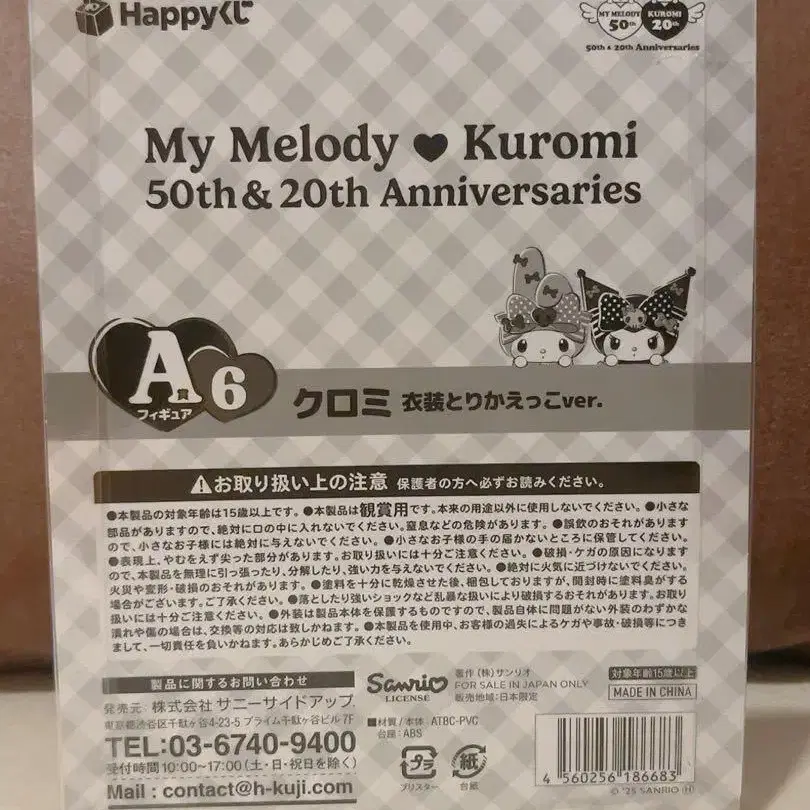 Happyくじ
MY MELODY 50th KUROMI 20th
50th & 20th Anniversaries
My Melody ♥ Kuromi
50th & 20th Anniversaries
A賞 6
フィギュア
クロミ 衣装とりかえっこver.
⚠お取り扱い上の注意 保護者の方へ必ずお読みください。
●本製品の対象年齢は15歳以上です。●本製品は観賞用です。本来の用途以外に使用しないでください。●小さな
部品がありますので、絶対に口の中に入れないでください。窒息などの危険があります。●誤飲のおそれがあります
ので、小さなお子様には絶対に与えないでください。●小さなお子様の手の届かないところに保管してください。
●表現上、やむをえず尖った部分があります。お取り扱いには十分ご注意ください。●破損・ケガの原因になります
ので、本製品を無理に引っ張ったり、分解したり、強い力を与えないでください。●絶対に火気に近づけないでください。
火災や変形・破損のおそれがあります。●塗料を十分に乾燥させた後、梱包しておりますが、開封時に塗料臭がする
場合がございます。ご了承ください。●落としたり強いショックなど乱暴な扱いにより破損するおそれがあります。お取り
扱いには十分ご注意ください。●外装は製品本体を保護するものですので、製品自体に問題がない外装のわずかな
潰れや傷の場合は、交換等の対応は致しかねます。●本製品を使用中、お客様の過失によるケガや事故・破損等につき
まして、一切責任を負いかねます。あらかじめご了承ください。
製品に関するお問い合わせ
発売元：株式会社 サニーサイドアップ
東京都渋谷区千駄ヶ谷4-23-5 プライム千駄ヶ谷ビル 7F
TEL:03-6740-9400
受付時間 10:00~17:00(土・日・祝日を除く)
Mail : contact@h-kuji.com
Sanrio
LICENSE
著作(株)サンリオ
FOR SALE IN JAPAN ONLY
販売地域:日本限定
■材質/本体：ATBC-PVC
台座：ABS
プラ
ブリスター
紙
台紙
対象年齢15歳以上
MADE IN CHINA
4 560256 186683
© '25 SANRIO Ⓗ